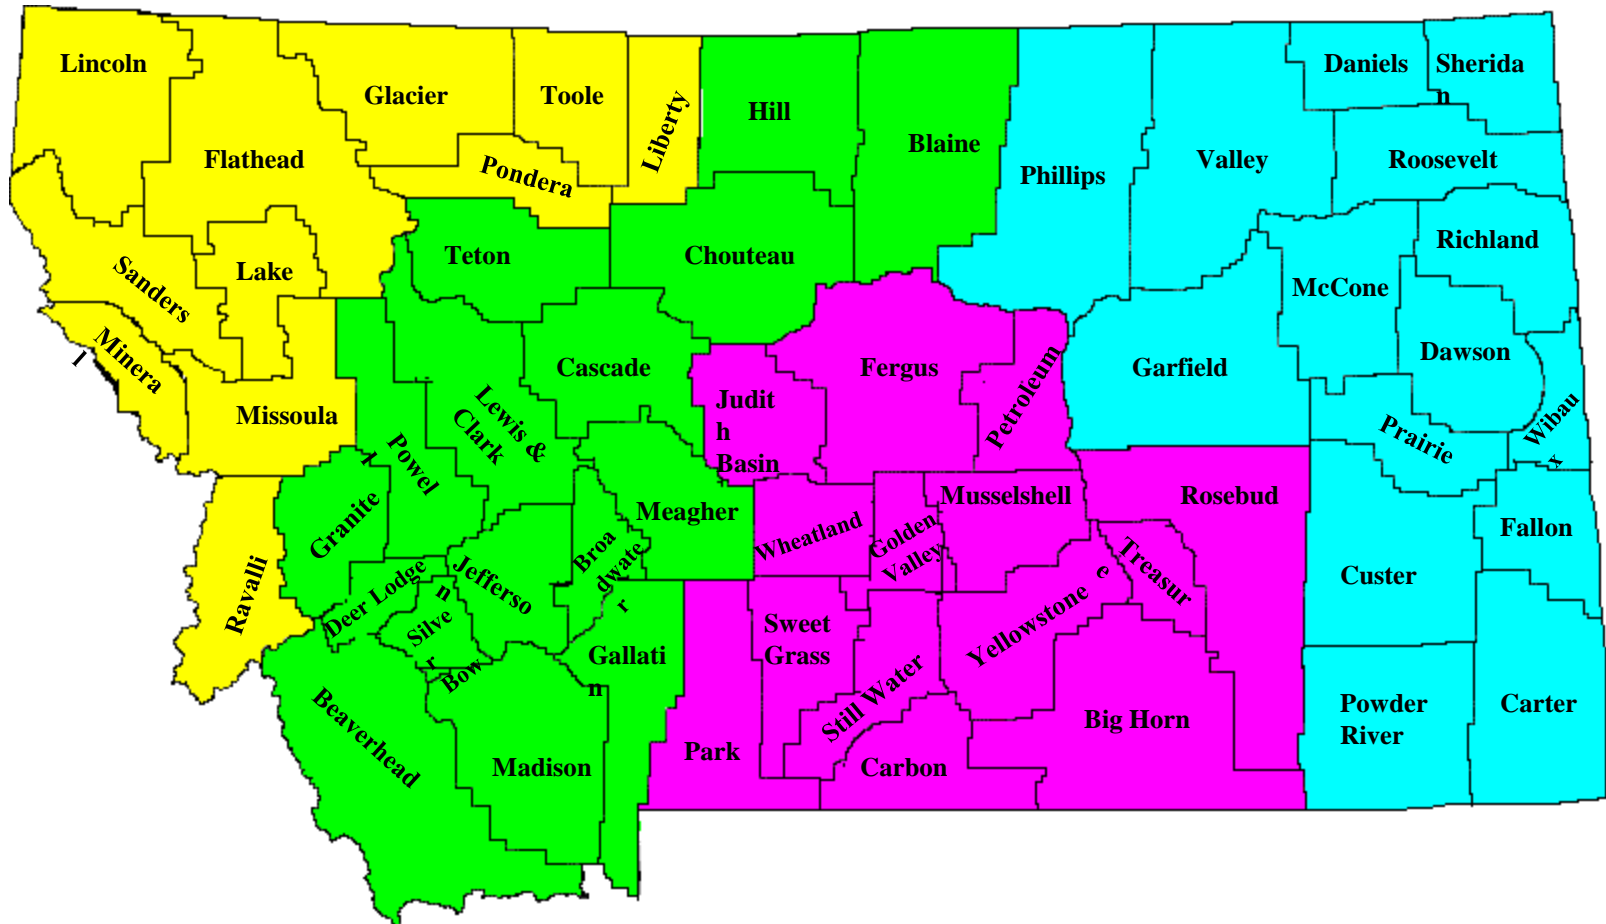 Lincoln
Glacier
Toole
Liberty
Hill
Blaine
Daniels
Sherida
n
Flathead
Pondera
Phillips
Valley
Roosevelt
Teton
Chouteau
Richland
Sanders
Lake
McCone
Minera
l
Cascade
Fergus
Petroleum
Garfield
Dawson
Missoula
Lewis &
Clark
Judit
h
Basin
Prairie
Wibau
x
Powel
l
Granite
Meagher
Wheatland
Golden
Valley
Musselshell
Rosebud
Treasur
e
Fallon
Custer
Ravalli
Deer Lodge
Jefferso
n
Broa
dwate
r
Silve
r
Bow
Gallati
n
Sweet
Grass
Still Water
Yellowstone
Beaverhead
Madison
Park
Carbon
Big Horn
Powder
River
Carter